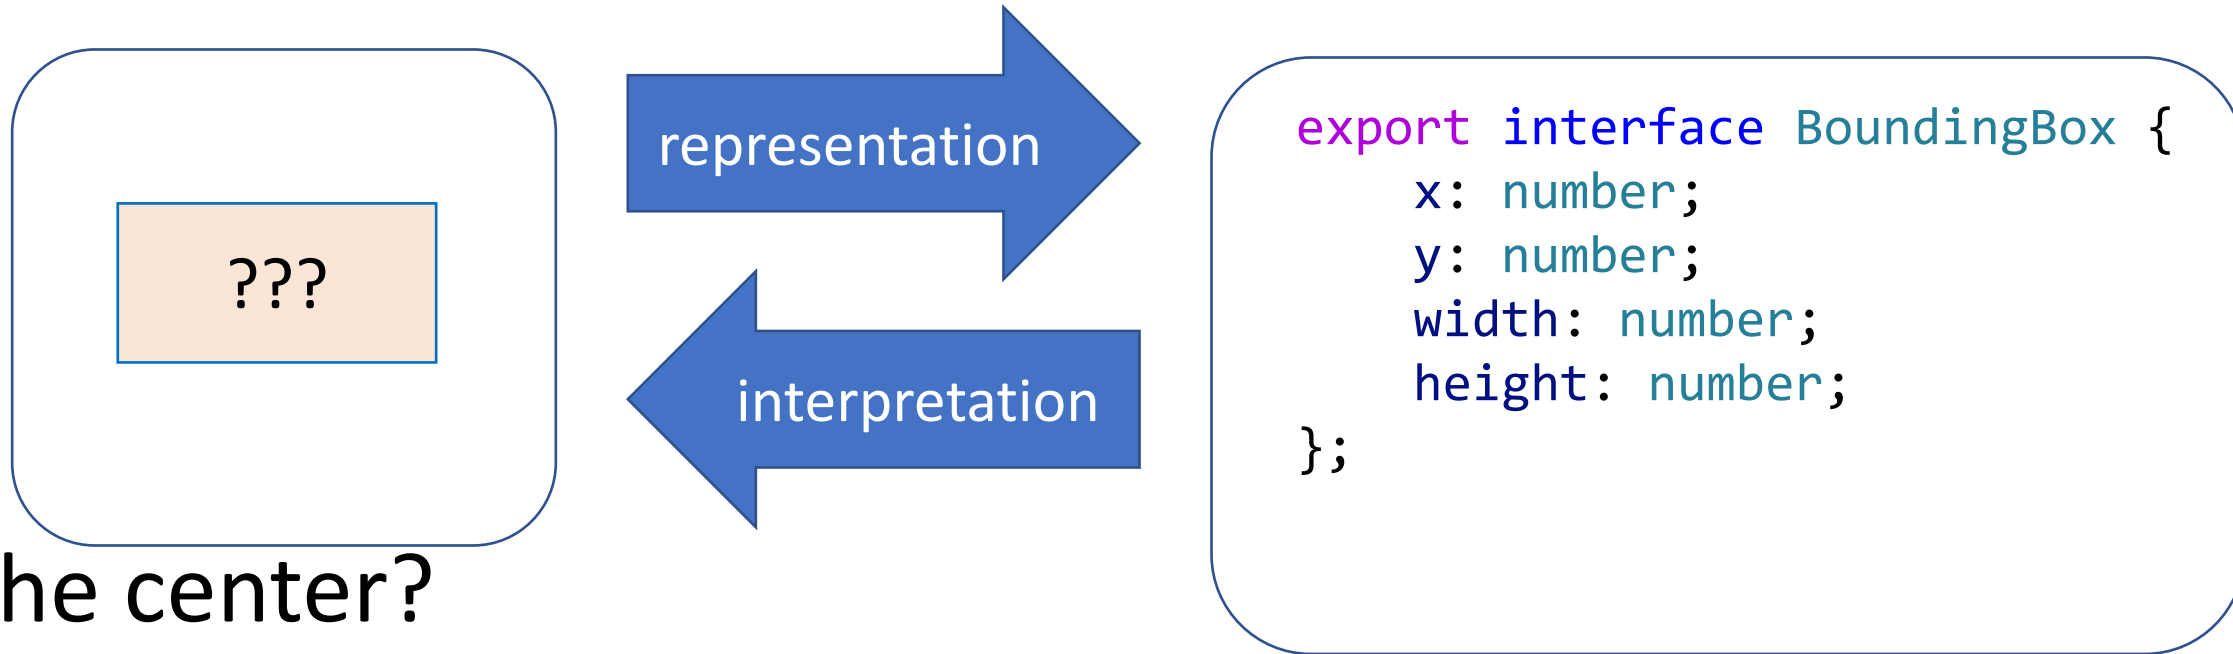 ???
he center?
representation
interpretation
export interface BoundingBox {
x: number;
y: number;
width: number;
height: number;
};